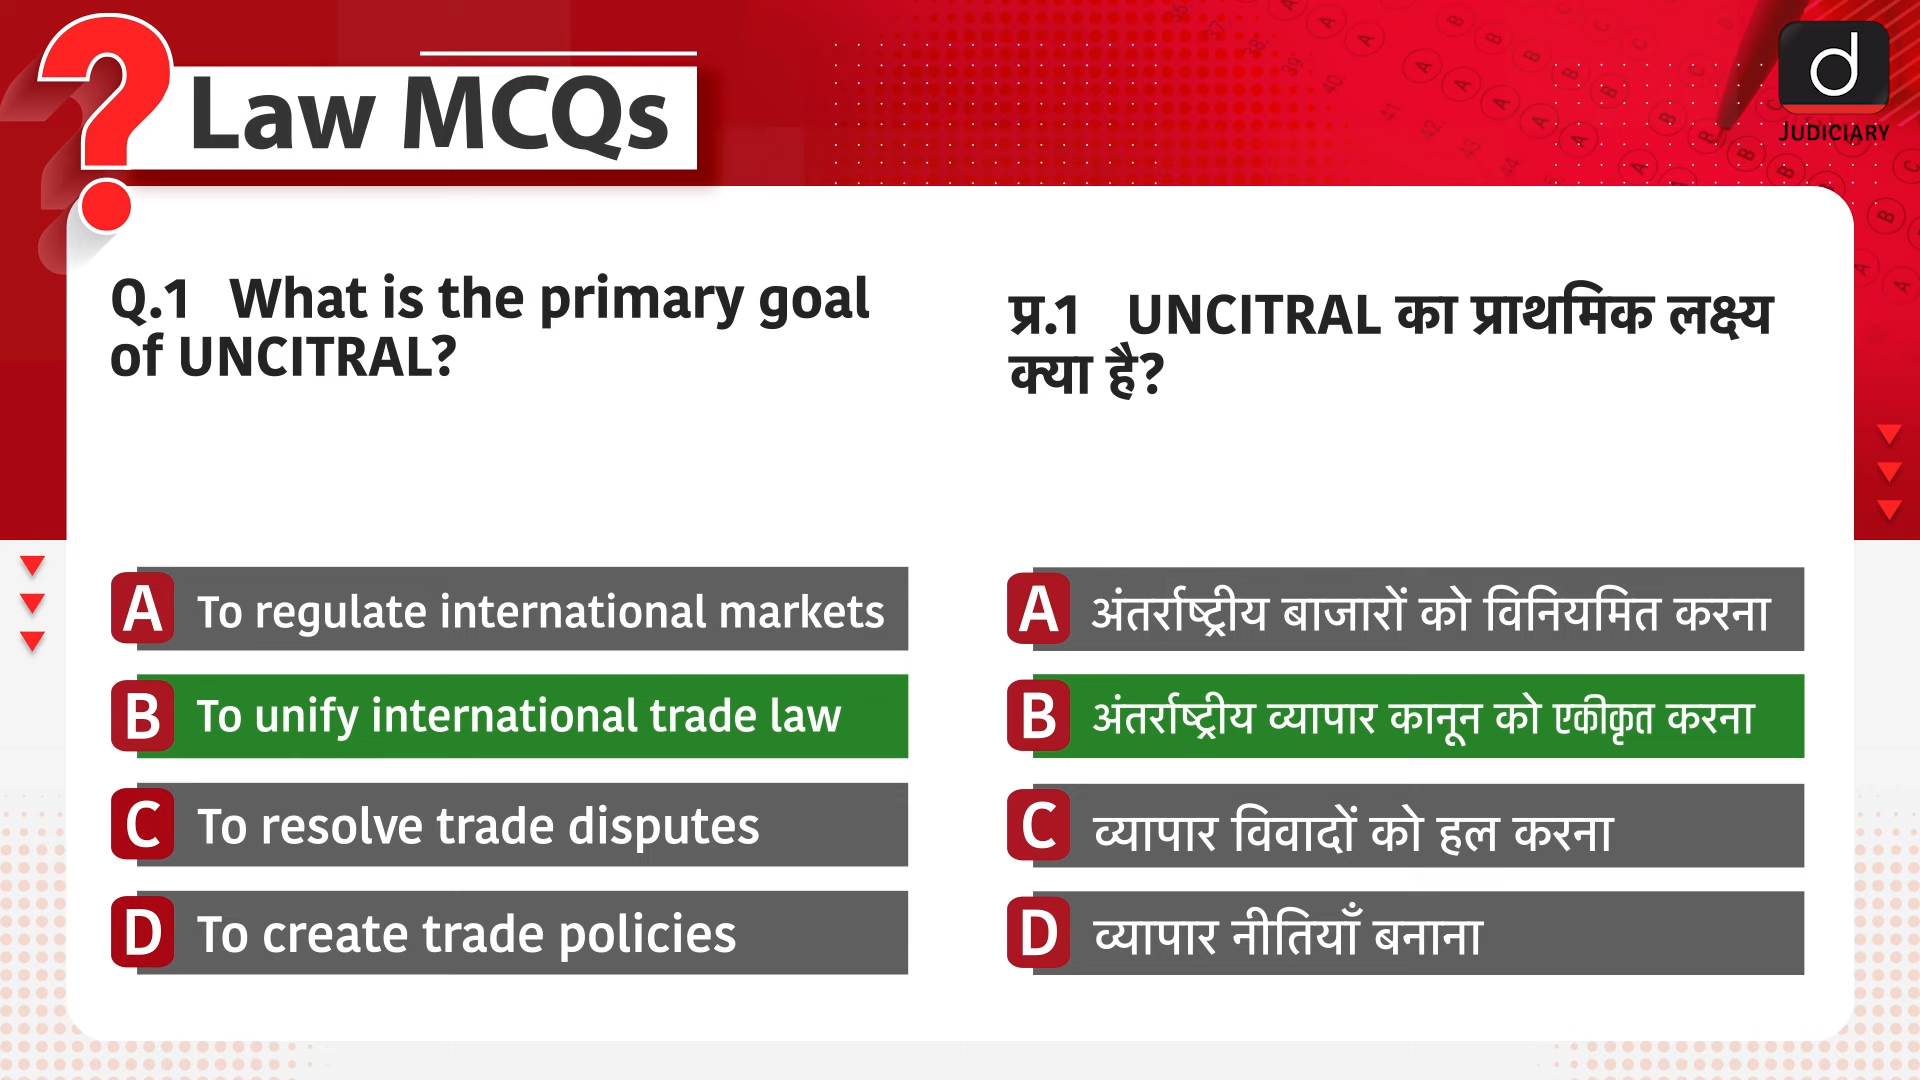 Law MCQs
d
JUDICIARY
Q.1 What is the primary goal
of UNCITRAL?
A To regulate international markets
B To unify international trade law
C To resolve trade disputes
D To create trade policies
प्र.1 UNCITRAL का प्राथमिक लक्ष्य
क्या है?
A अंतर्राष्ट्रीय बाजारों को विनियमित करना
B अंतर्राष्ट्रीय व्यापार कानून को एकीकृत करना
C व्यापार विवादों को हल करना
D व्यापार नीतियाँ बनाना